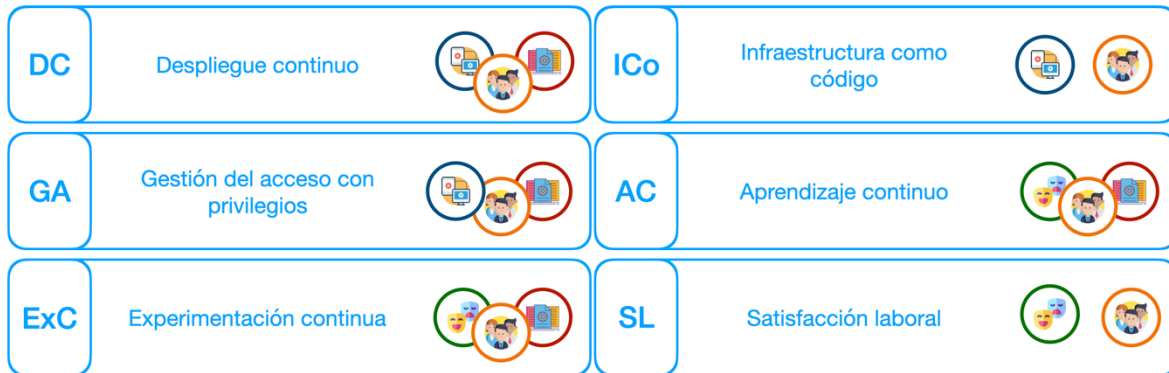 DC
Despliegue continuo
ICo
Infraestructura como
código
GA
Gestión del acceso con
privilegios
AC
Aprendizaje continuo
ExC
Experimentación continua
SL
Satisfacción laboral